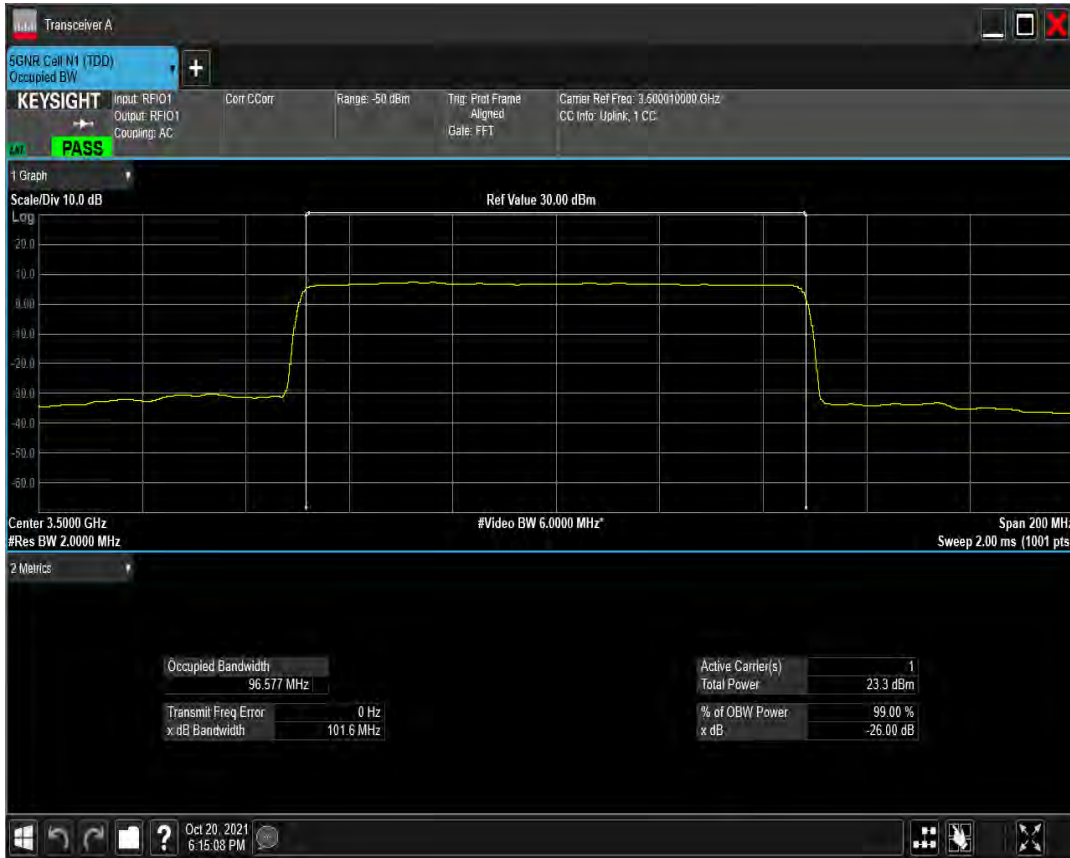 Transceiver A
5GNR Cell N1 (TDD)
Occupied BW
+
KEYSIGHT
Input: RFIO1
Output: RFIO1
Coupling: AC
Corr CCorr
Range: -50 dBm
Trig: Prot Frame
Aligned
Gate: FFT
Carrier Ref Freq: 3.500010000 GHz
CC Info: Uplink, 1 CC
PASS
1 Graph
Scale/Div 10.0 dB
Ref Value 30.00 dBm
Log
20.0
10.0
0.00
-10.0
-20.0
-30.0
-40.0
-50.0
-60.0
Center 3.5000 GHz
#Video BW 6.0000 MHz*
Span 200 MHz
#Res BW 2.0000 MHz
Sweep 2.00 ms (1001 pts
2 Metrics
Occupied Bandwidth
96.577 MHz
Transmit Freq Error 0 Hz
x dB Bandwidth 101.6 MHz
Active Carrier(s) 1
Total Power 23.3 dBm
% of OBW Power 99.00 %
x dB -26.00 dB
?
Oct 20, 2021
6:15:08 PM